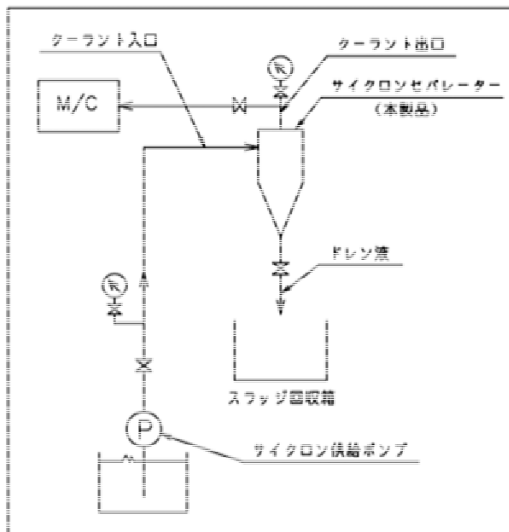 クーラント入口
クーラント出口
サイクロンセパレーター
(本製品)
M/C
ドレン液
スラッジ回収箱
P
サイクロン供給ポンプ